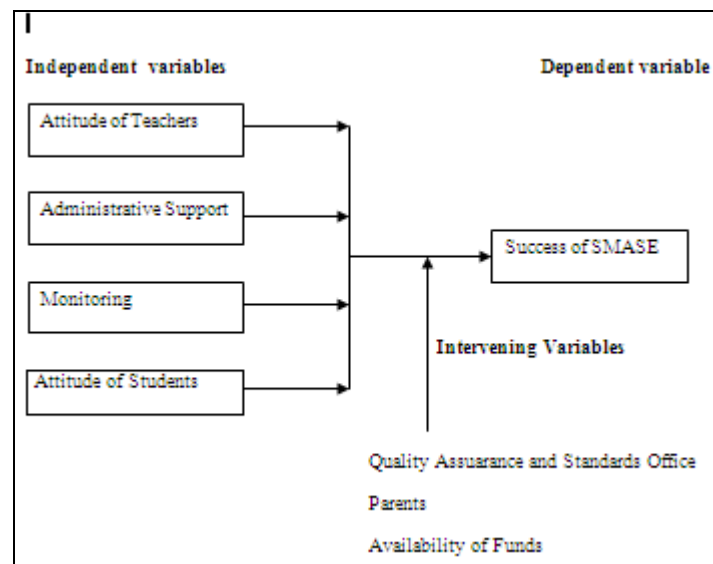 Independent variables
Dependent variable
Attitude of Teachers
Administrative Support
Success of SMASE
Monitoring
Intervening Variables
Attitude of Students
Quality Assuarance and Standards Office
Parents
Availability of Funds